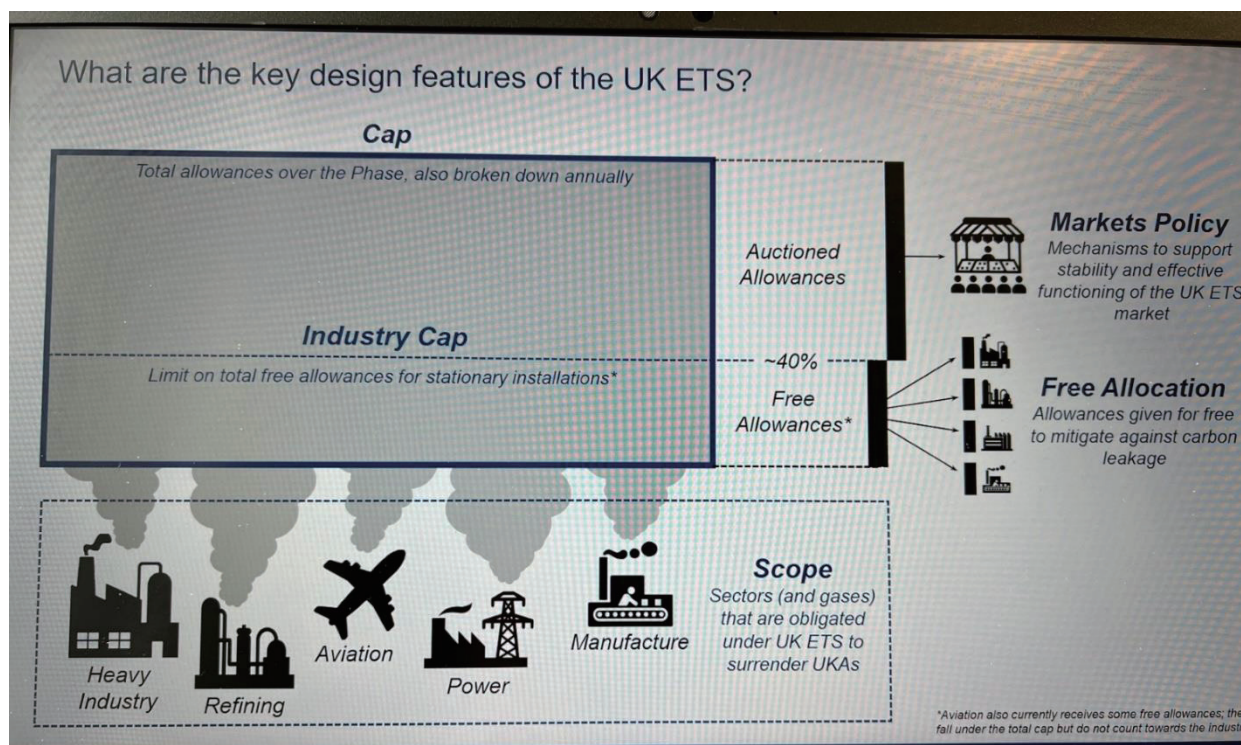 What are the key design features of the UK ETS?
Cap
Total allowances over the Phase, also broken down annually
Industry Cap
Limit on total free allowances for stationary installations*
Auctioned
Allowances
~40%
Free
Allowances*
Markets Policy
Mechanisms to support
stability and effective
functioning of the UK ETS
market
Free Allocation
Allowances given for free
to mitigate against carbon
leakage
Heavy
Industry
Refining
Aviation
Power
Manufacture
Scope
Sectors (and gases)
that are obligated
under UK ETS to
surrender UKAs
*Aviation also currently receives some free allowances;
fall under the total cap but do not count towards the